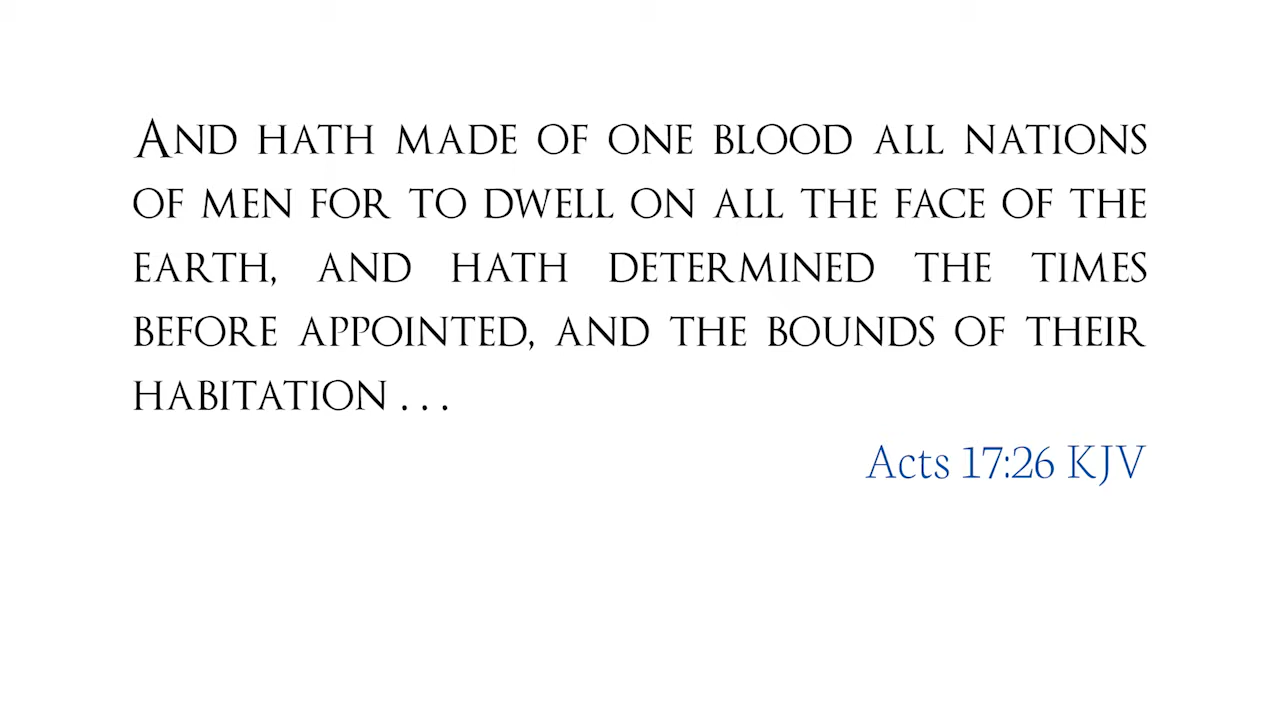 And hath made of one blood all nations
of men for to dwell on all the face of the
earth, and hath determined the times
before appointed, and the bounds of their
habitation . . .
Acts 17:26 KJV